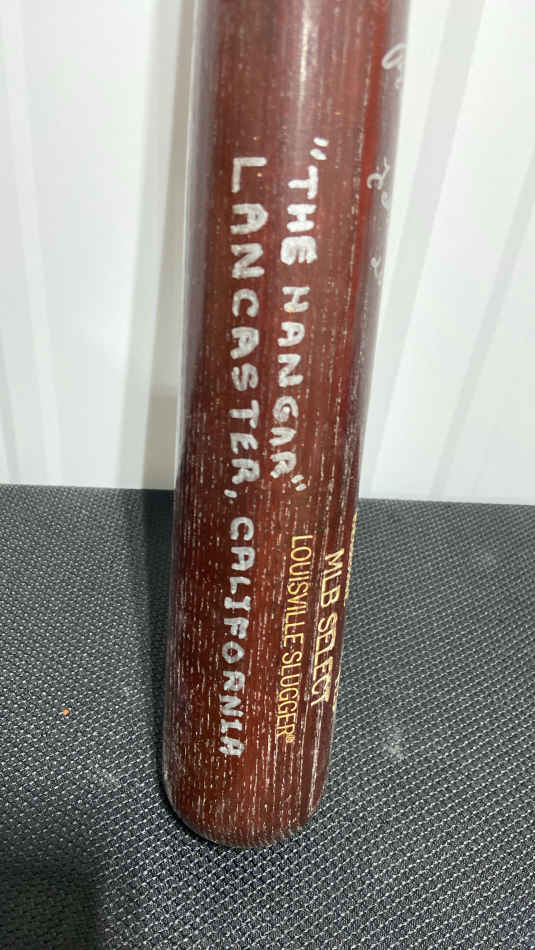 "THE HANGAR"
LANCASTER, CALIFORNIA
MLB SELECT
LOUISVILLE SLUGGER®